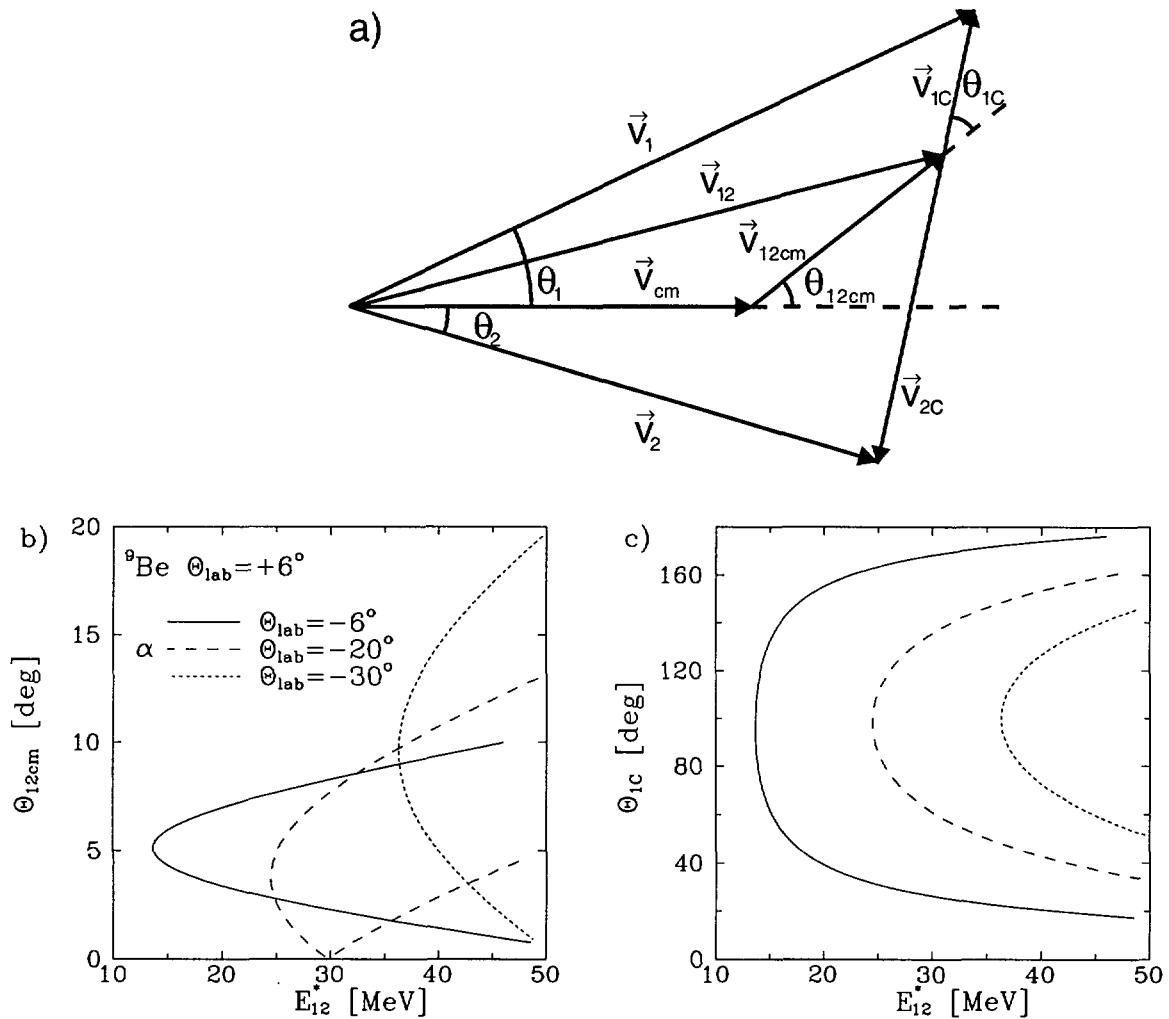 a)
V⃗₁
V⃗₁₂
V⃗cm
V⃗12cm
V⃗1C
θ1C
θ₁
θ₂
θ12cm
V⃗₂
V⃗2C
b)
⁹Be Θlab=+6°
α
Θlab=−6°
Θlab=−20°
Θlab=−30°
Θ12cm [deg]
20
15
10
5
0
10 20 30 40 50
E*12 [MeV]
c)
Θ1C [deg]
160
120
80
40
0
10 20 30 40 50
E*12 [MeV]